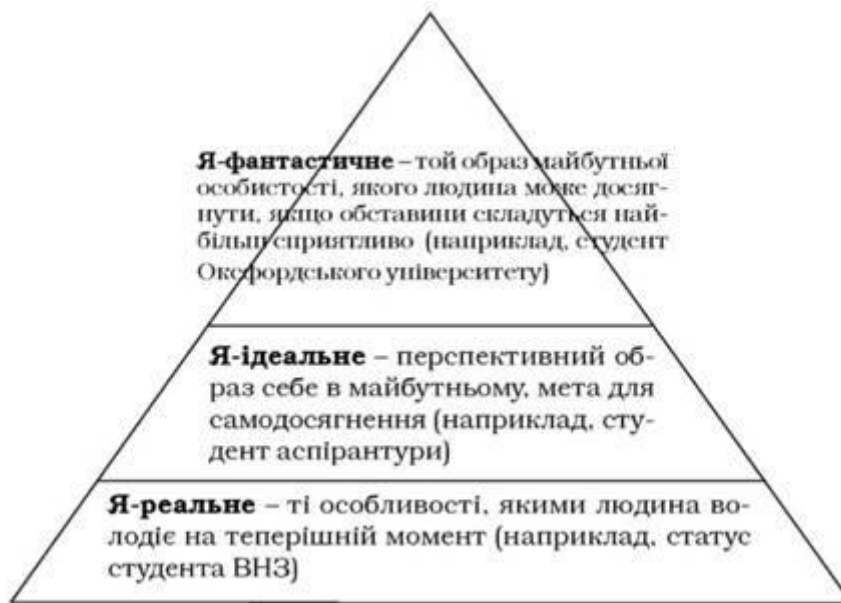 Я-фантастичне – той образ майбутньої
особистості, якого людина може досяг-
нути, якщо обставини складуться най-
більш сприятливо (наприклад, студент
Оксфордського університету)
Я-ідеальне – перспективний об-
раз себе в майбутньому, мета для
самодосягнення (наприклад, сту-
дент аспірантури)
Я-реальне – ті особливості, якими людина во-
лодіє на теперішній момент (наприклад, статус
студента ВНЗ)